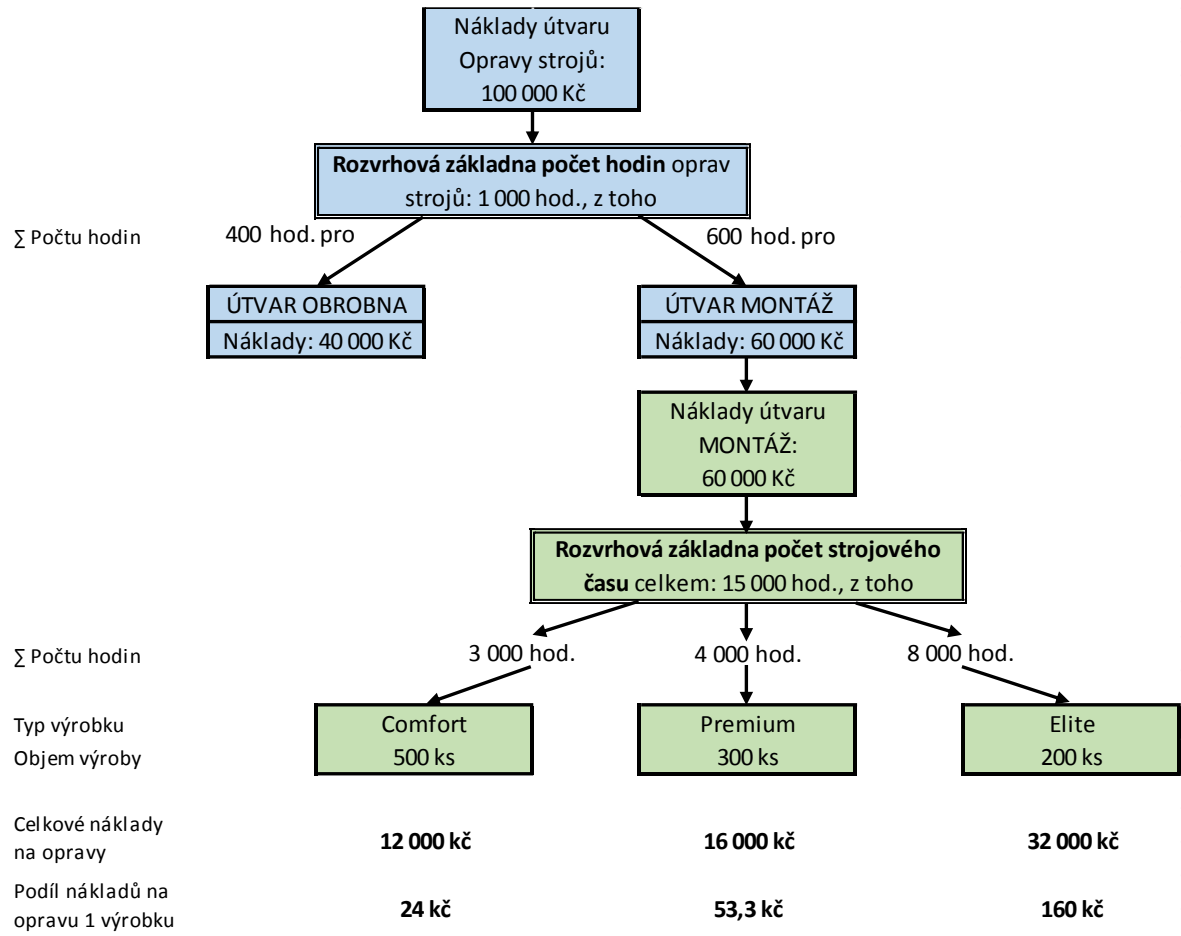 Náklady útvaru
Opravy strojů:
100 000 Kč
Rozvrhová základna počet hodin oprav
strojů: 1 000 hod., z toho
∑ Počtu hodin
400 hod. pro
600 hod. pro
ÚTVAR OBROBNA
Náklady: 40 000 Kč
ÚTVAR MONTÁŽ
Náklady: 60 000 Kč
Náklady útvaru
MONTÁŽ:
60 000 Kč
Rozvrhová základna počet strojového
času celkem: 15 000 hod., z toho
∑ Počtu hodin
3 000 hod.
4 000 hod.
8 000 hod.
Typ výrobku
Comfort
Premium
Elite
Objem výroby
500 ks
300 ks
200 ks
Celkové náklady
na opravy
12 000 kč
16 000 kč
32 000 kč
Podíl nákladů na
opravu 1 výrobku
24 kč
53,3 kč
160 kč